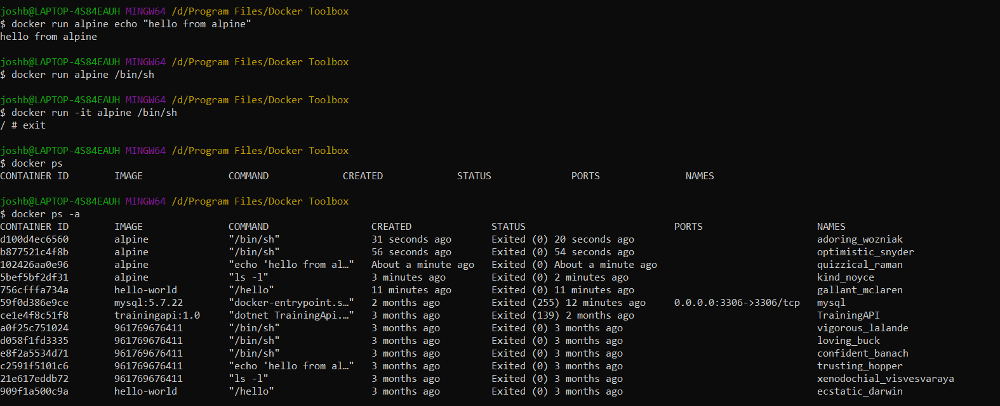 joshb@LAPTOP-4S84EAUH MINGW64 /d/Program Files/Docker Toolbox
$ docker run alpine echo "hello from alpine"
hello from alpine
joshb@LAPTOP-4S84EAUH MINGW64 /d/Program Files/Docker Toolbox
$ docker run alpine /bin/sh
joshb@LAPTOP-4S84EAUH MINGW64 /d/Program Files/Docker Toolbox
$ docker run -it alpine /bin/sh
/ # exit
joshb@LAPTOP-4S84EAUH MINGW64 /d/Program Files/Docker Toolbox
$ docker ps
CONTAINER ID        IMAGE               COMMAND             CREATED             STATUS              PORTS               NAMES
joshb@LAPTOP-4S84EAUH MINGW64 /d/Program Files/Docker Toolbox
$ docker ps -a
CONTAINER ID        IMAGE               COMMAND                  CREATED              STATUS                          PORTS                    NAMES
d100d4ec6560        alpine              "/bin/sh"                31 seconds ago       Exited (0) 20 seconds ago                                adoring_wozniak
b877521c4f8b        alpine              "/bin/sh"                56 seconds ago       Exited (0) 54 seconds ago                                optimistic_snyder
102426aa0e96        alpine              "echo 'hello from al…"   About a minute ago   Exited (0) About a minute ago                            quizzical_raman
5bef5bf2df31        alpine              "ls -l"                  3 minutes ago        Exited (0) 2 minutes ago                                 kind_noyce
756cfffa734a        hello-world         "/hello"                 11 minutes ago       Exited (0) 11 minutes ago                                gallant_mclaren
59f0d386e9ce        mysql:5.7.22        "docker-entrypoint.s…"   2 months ago         Exited (255) 12 minutes ago     0.0.0.0:3306->3306/tcp   mysql
ce1e4f8c51f8        trainingapi:1.0     "dotnet TrainingApi.…"   3 months ago         Exited (139) 2 months ago                                TrainingAPI
a0f25c751024        961769676411        "/bin/sh"                3 months ago         Exited (0) 3 months ago                                  vigorous_lalande
d058f1fd3335        961769676411        "/bin/sh"                3 months ago         Exited (0) 3 months ago                                  loving_buck
e8f2a5534d71        961769676411        "/bin/sh"                3 months ago         Exited (0) 3 months ago                                  confident_banach
c2591f5101c6        961769676411        "echo 'hello from al…"   3 months ago         Exited (0) 3 months ago                                  trusting_hopper
21e617eddb72        961769676411        "ls -l"                  3 months ago         Exited (0) 3 months ago                                  xenodochial_visvesvaraya
909f1a500c9a        hello-world         "/hello"                 3 months ago         Exited (0) 3 months ago                                  ecstatic_darwin